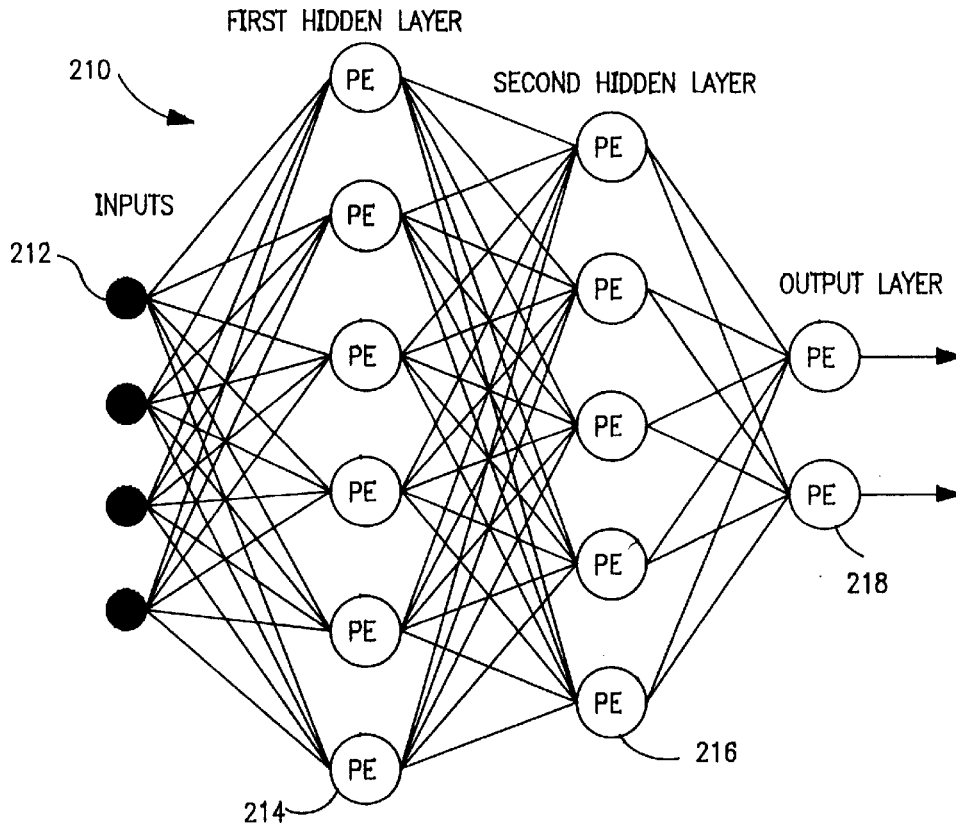 FIRST HIDDEN LAYER
210
PE
SECOND HIDDEN LAYER
PE
INPUTS
PE
212
PE
OUTPUT LAYER
PE
PE
PE
PE
PE
PE
PE
218
PE
PE
216
PE
214